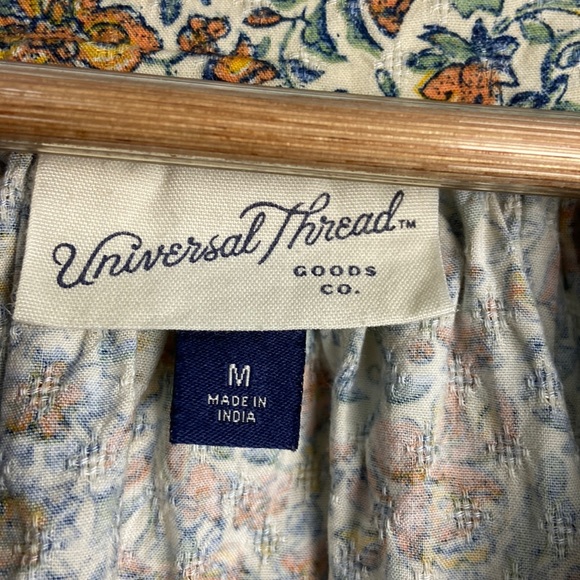 Universal Thread™
GOODS
CO.
M
MADE IN
INDIA